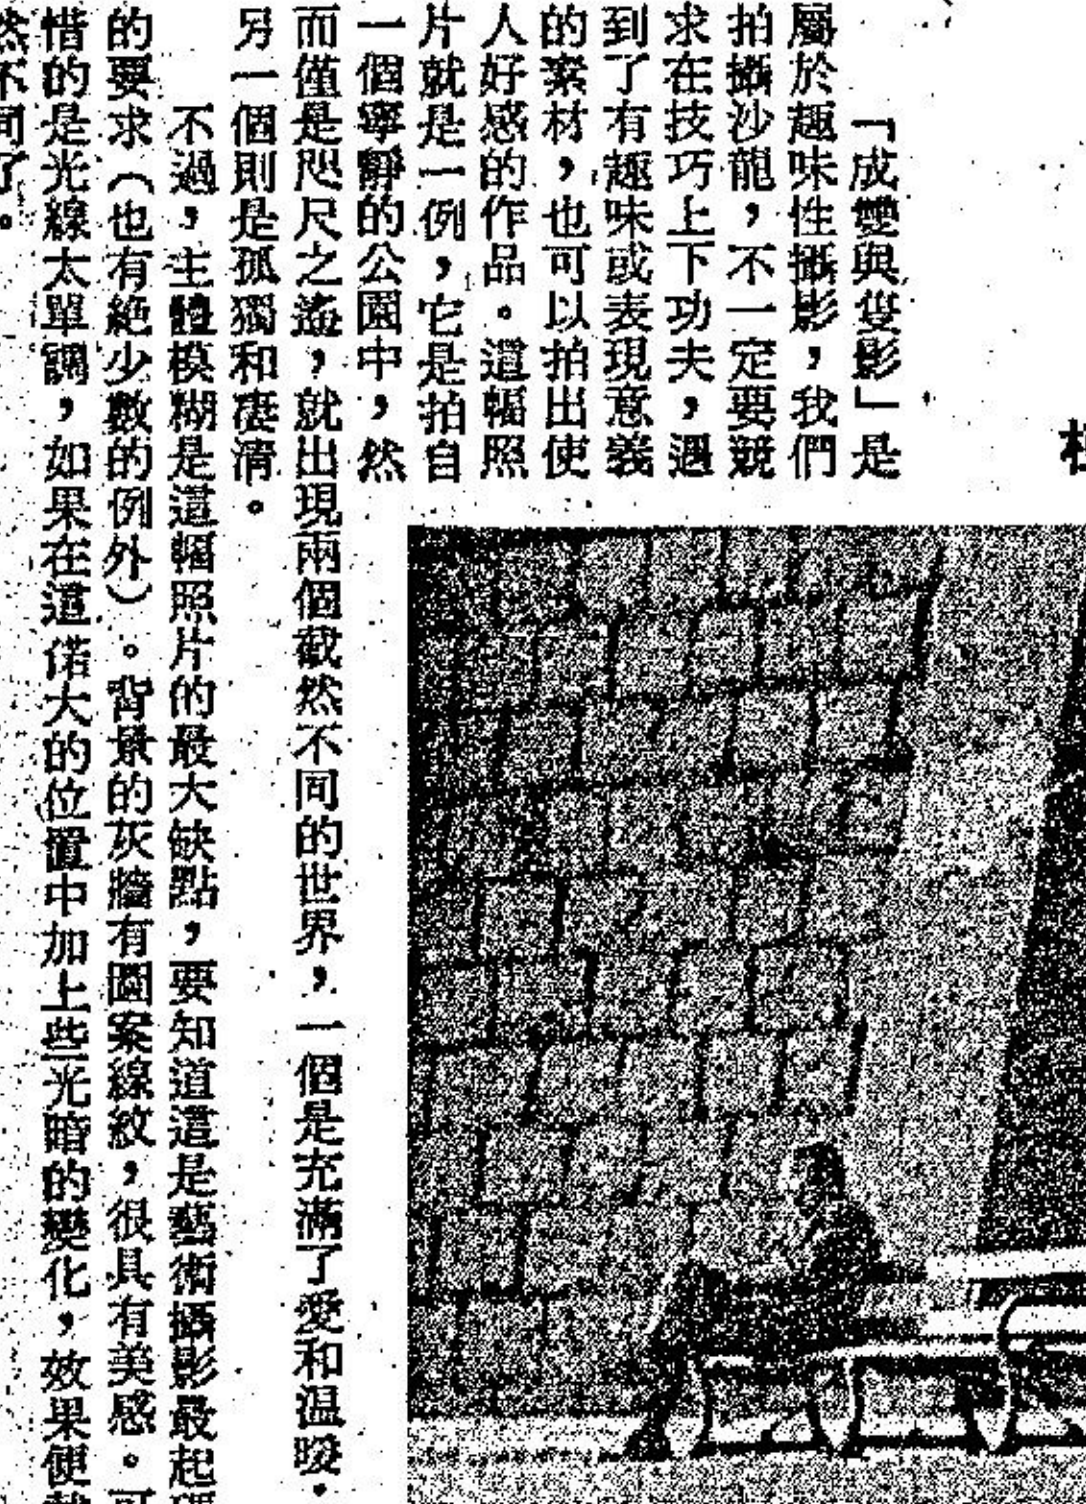 「成雙與隻影」是
屬於趣味性攝影，我們
拍攝沙龍，不一定要競
求在技巧上下功夫，遇
到了有趣味或表現意義
的素材，也可以拍出使
人好感的作品。這幅照
片就是一例，它是拍自
一個寧靜的公園中，然
而僅是咫尺之遙，就出現兩個截然不同的世界，一個是充滿了愛和温暖，
另一個則是孤獨和凄清。
不過，主體模糊是這幅照片的最大缺點，要知道這是藝術攝影最起碼
的要求（也有絶少數的例外）。背景的灰牆有圖案線紋，很具有美感。可
惜的是光線太單調，如果在這偌大的位置中加上些光暗的變化，效果便截
然不同了。